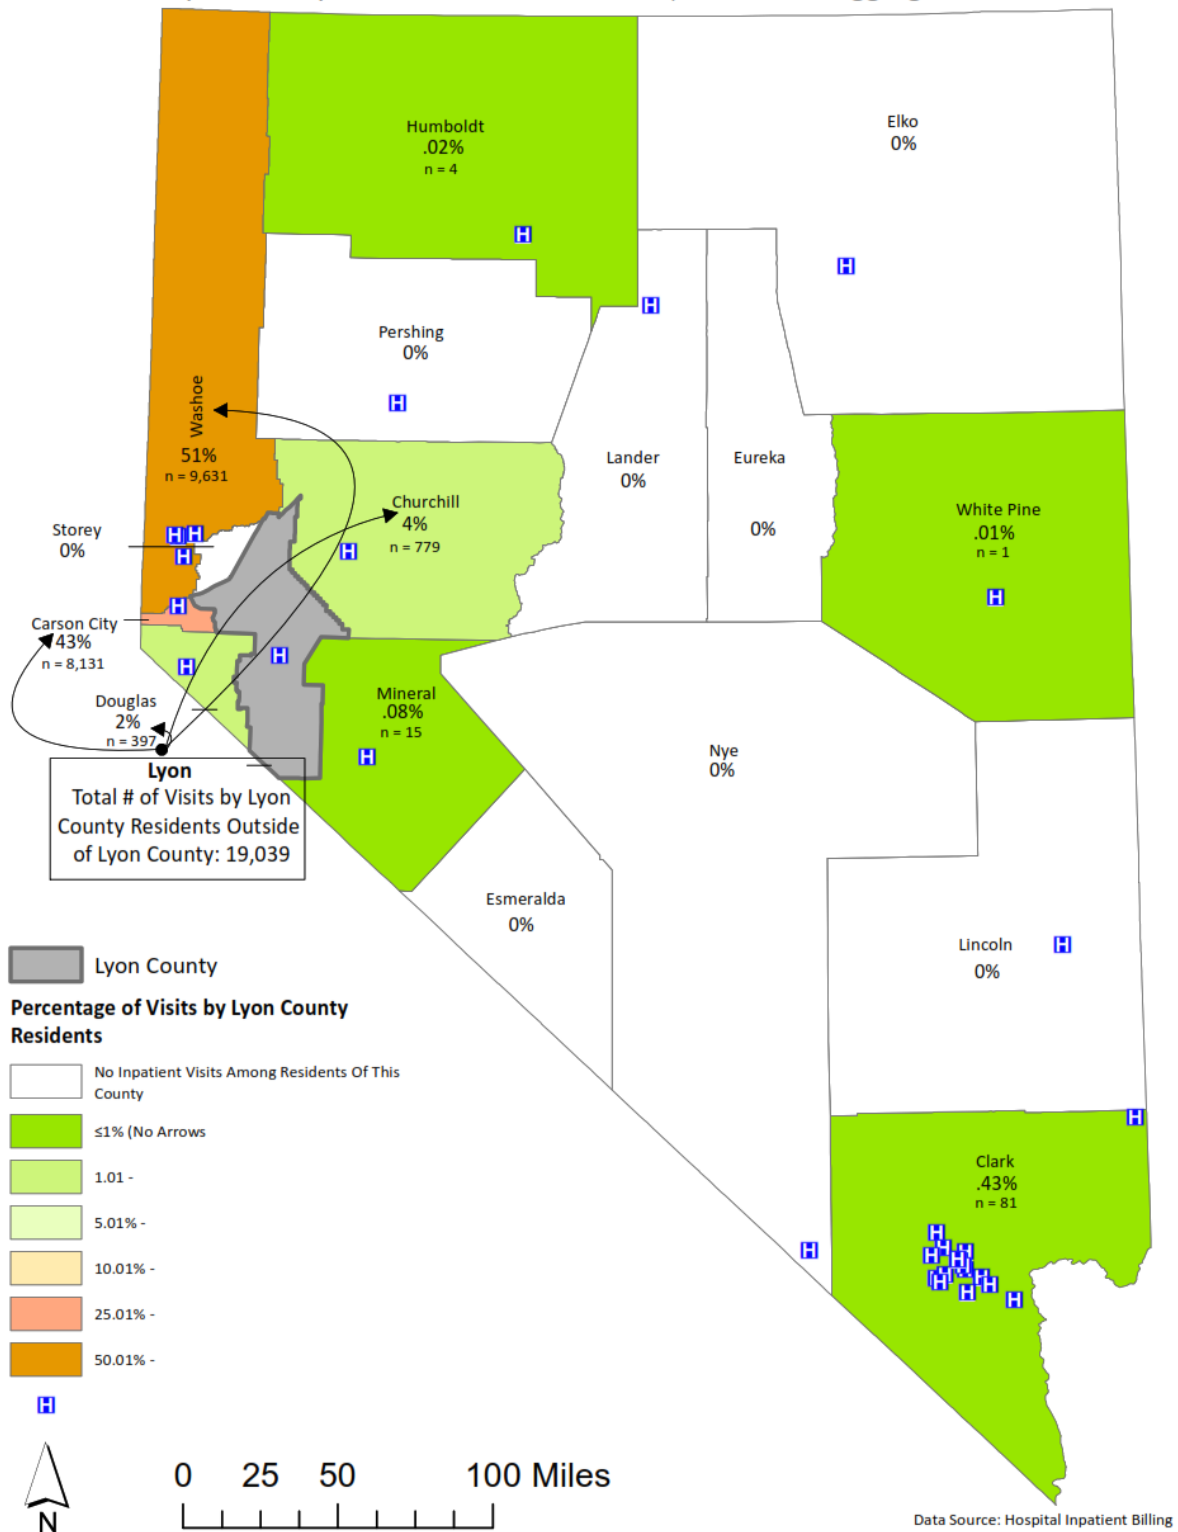 Humboldt
.02%
n = 4
Elko
0%
Pershing
0%
Washoe
51%
n = 9,631
Lander
0%
Eureka
0%
Churchill
4%
n = 779
White Pine
.01%
n = 1
Storey
0%
Carson City
43%
n = 8,131
Douglas
2%
n = 397
Mineral
.08%
n = 15
Nye
0%
Lyon
Total # of Visits by Lyon
County Residents Outside
of Lyon County: 19,039
Esmeralda
0%
Lincoln
0%
Clark
.43%
n = 81
Lyon County
Percentage of Visits by Lyon County
Residents
No Inpatient Visits Among Residents Of This
County
≤1% (No Arrows
1.01 -
5.01% -
10.01% -
25.01% -
50.01% -
H
N
0 25 50 100 Miles
Data Source: Hospital Inpatient Billing